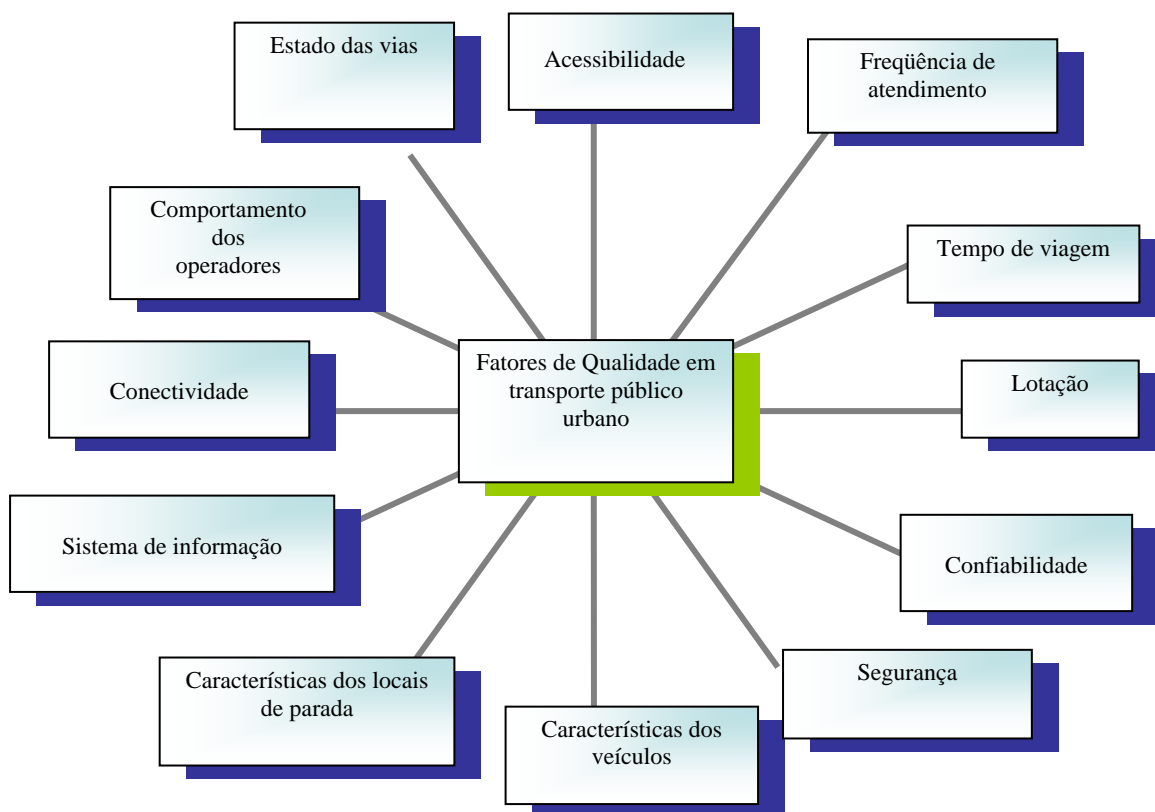 Estado das vias
Acessibilidade
Freqüência de
atendimento
Comportamento
dos
operadores
Tempo de viagem
Fatores de Qualidade em
transporte público
urbano
Conectividade
Lotação
Sistema de informação
Confiabilidade
Características dos locais
de parada
Características dos
veículos
Segurança